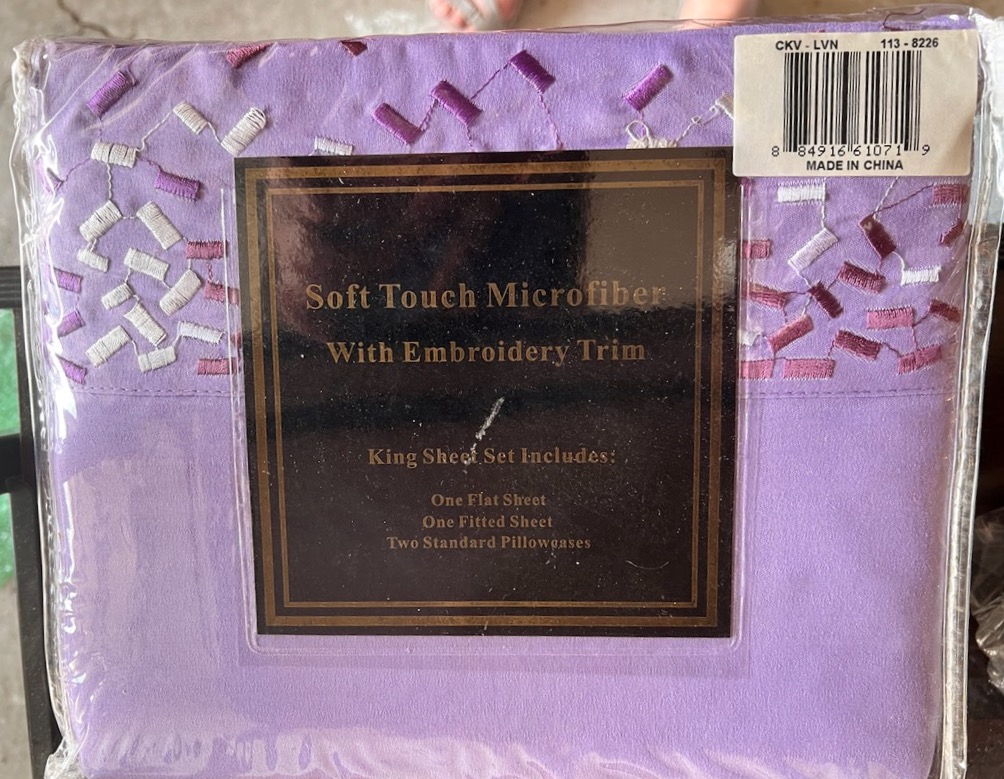 CKV - LVN 113 - 8226
8 84916 61071 9
MADE IN CHINA
Soft Touch Microfiber
With Embroidery Trim
King Sheet Set Includes:
One Flat Sheet
One Fitted Sheet
Two Standard Pillowcases